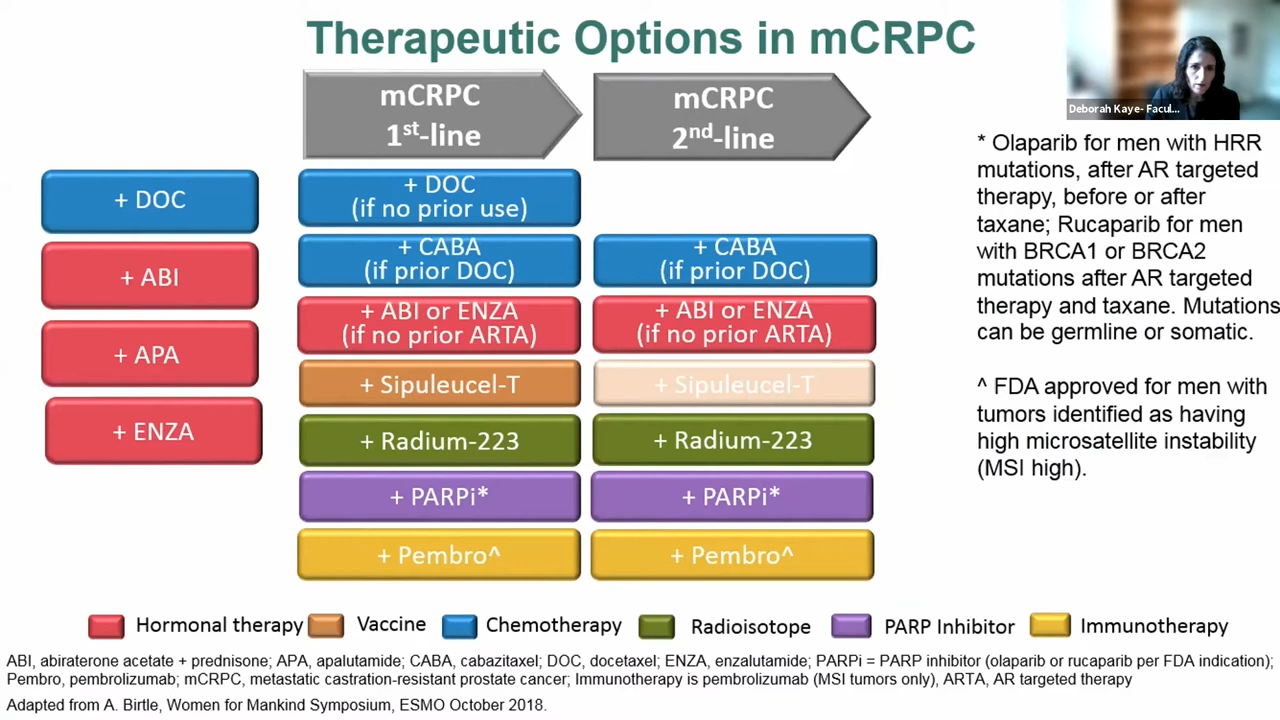 Therapeutic Options in mCRPC
Deborah Kaye- Facul...
mCRPC
1st-line
mCRPC
2nd-line
+ DOC
+ ABI
+ APA
+ ENZA
+ DOC
(if no prior use)
+ CABA
(if prior DOC)
+ ABI or ENZA
(if no prior ARTA)
+ Sipuleucel-T
+ Radium-223
+ PARPi*
+ Pembro^
+ CABA
(if prior DOC)
+ ABI or ENZA
(if no prior ARTA)
+ Sipuleucel-T
+ Radium-223
+ PARPi*
+ Pembro^
* Olaparib for men with HRR
mutations, after AR targeted
therapy, before or after
taxane; Rucaparib for men
with BRCA1 or BRCA2
mutations after AR targeted
therapy and taxane. Mutations
can be germline or somatic.
^ FDA approved for men with
tumors identified as having
high microsatellite instability
(MSI high).
Hormonal therapy
Vaccine
Chemotherapy
Radioisotope
PARP Inhibitor
Immunotherapy
ABI, abiraterone acetate + prednisone; APA, apalutamide; CABA, cabazitaxel; DOC, docetaxel; ENZA, enzalutamide; PARPi = PARP inhibitor (olaparib or rucaparib per FDA indication);
Pembro, pembrolizumab; mCRPC, metastatic castration-resistant prostate cancer; Immunotherapy is pembrolizumab (MSI tumors only), ARTA, AR targeted therapy
Adapted from A. Birtle, Women for Mankind Symposium, ESMO October 2018.